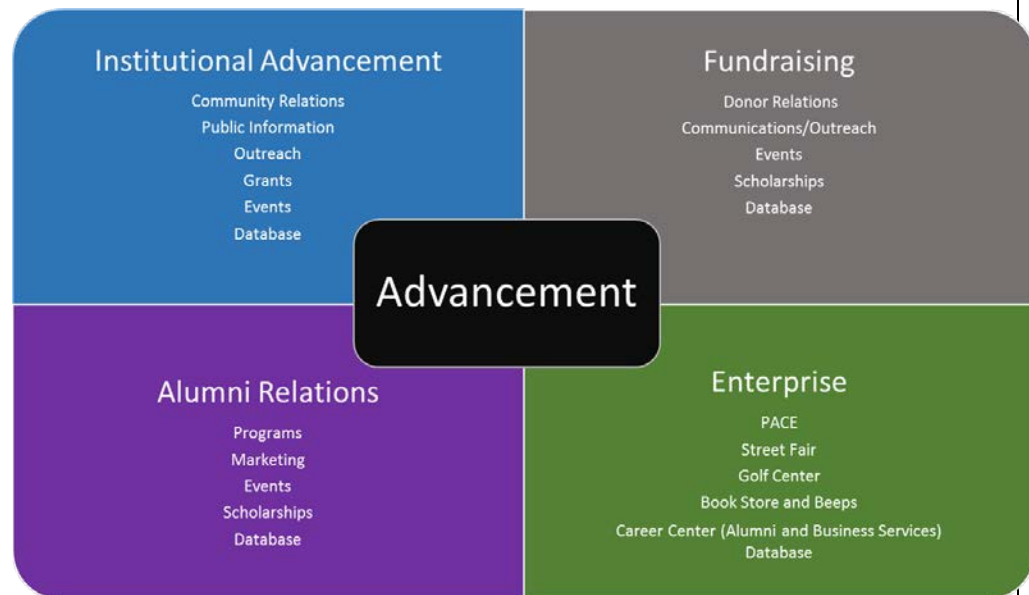 Institutional Advancement
Community Relations
Public Information
Outreach
Grants
Events
Database
Fundraising
Donor Relations
Communications/Outreach
Events
Scholarships
Database
Advancement
Alumni Relations
Programs
Marketing
Events
Scholarships
Database
Enterprise
PACE
Street Fair
Golf Center
Book Store and Beeps
Career Center (Alumni and Business Services)
Database